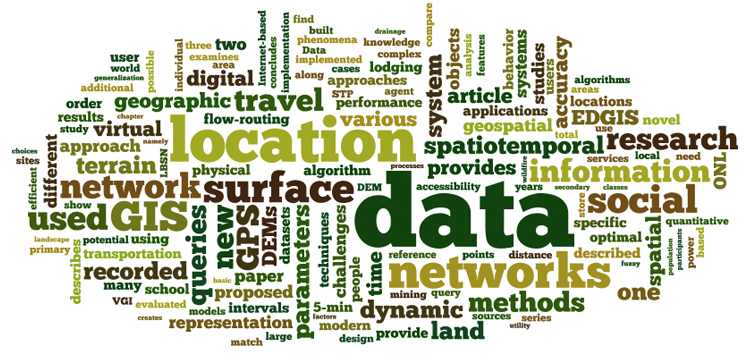 find
drainage
compare
user
three
two
built
phenomena
knowledge
world
examines
Data
complex
generalization
individual
area
Internet-based
implementation
implemented
lodging
system
objects
analysis
features
behavior
systems
studies
users
accuracy
algorithms
additional
possible
digital
concludes
along
cases
approaches
areas
order
geographic
travel
STP
agent
performance
article
locations
results
chapter
flow-routing
various
applications
EDGIS
novel
study
virtual
location
geospatial
total
use
choices
namely
approach
spatiotemporal
research
sites
different
terrain
LBSN
physical
algorithm
provides
wildfire
services
local
need
ONL
efficient
network
surface
DEM
processes
accessibility
years
information
secondary
classes
show
used
GIS
queries
new
GPS
DEMs
datasets
parameters
techniques
challenges
people
time
data
store
social
landscape
potential
using
reference
points
distance
specific
quantitative
primary
describes
transportation
optimal
spatial
recorded
basic
paper
networks
described
fuzzy
population
participants
power
based
many
school
proposed
mining
query
one
VGI
evaluated
models
intervals
5-min
dynamic
methods
creates
representation
factors
modern
sources
series
match
large
design
provide
land
utility